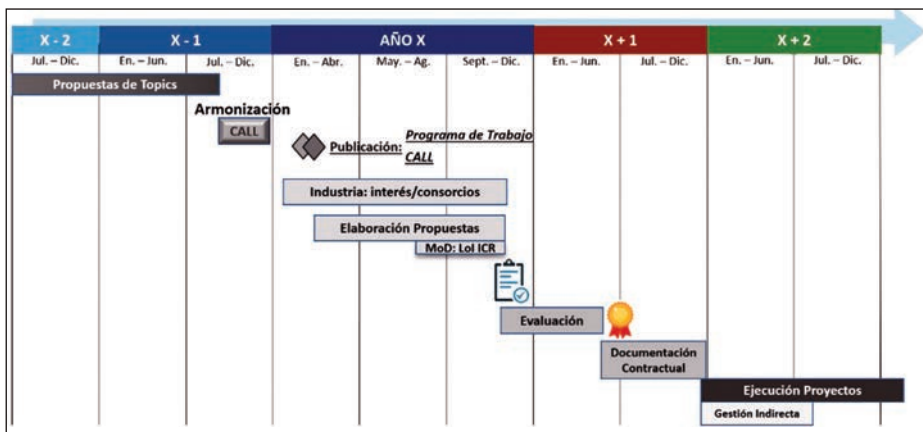 X - 2
X - 1
AÑO X
X + 1
X + 2
Jul. – Dic.
En. – Jun.
Jul. – Dic.
En. – Abr.
May. – Ag.
Sept. – Dic.
En. – Jun.
Jul. – Dic.
En. – Jun.
Jul. – Dic.
Propuestas de Topics
Armonización
CALL
Publicación:
Programa de Trabajo
CALL
Industria: interés/consorcios
Elaboración Propuestas
MoD: LoI ICR
Evaluación
Documentación
Contractual
Ejecución Proyectos
Gestión Indirecta